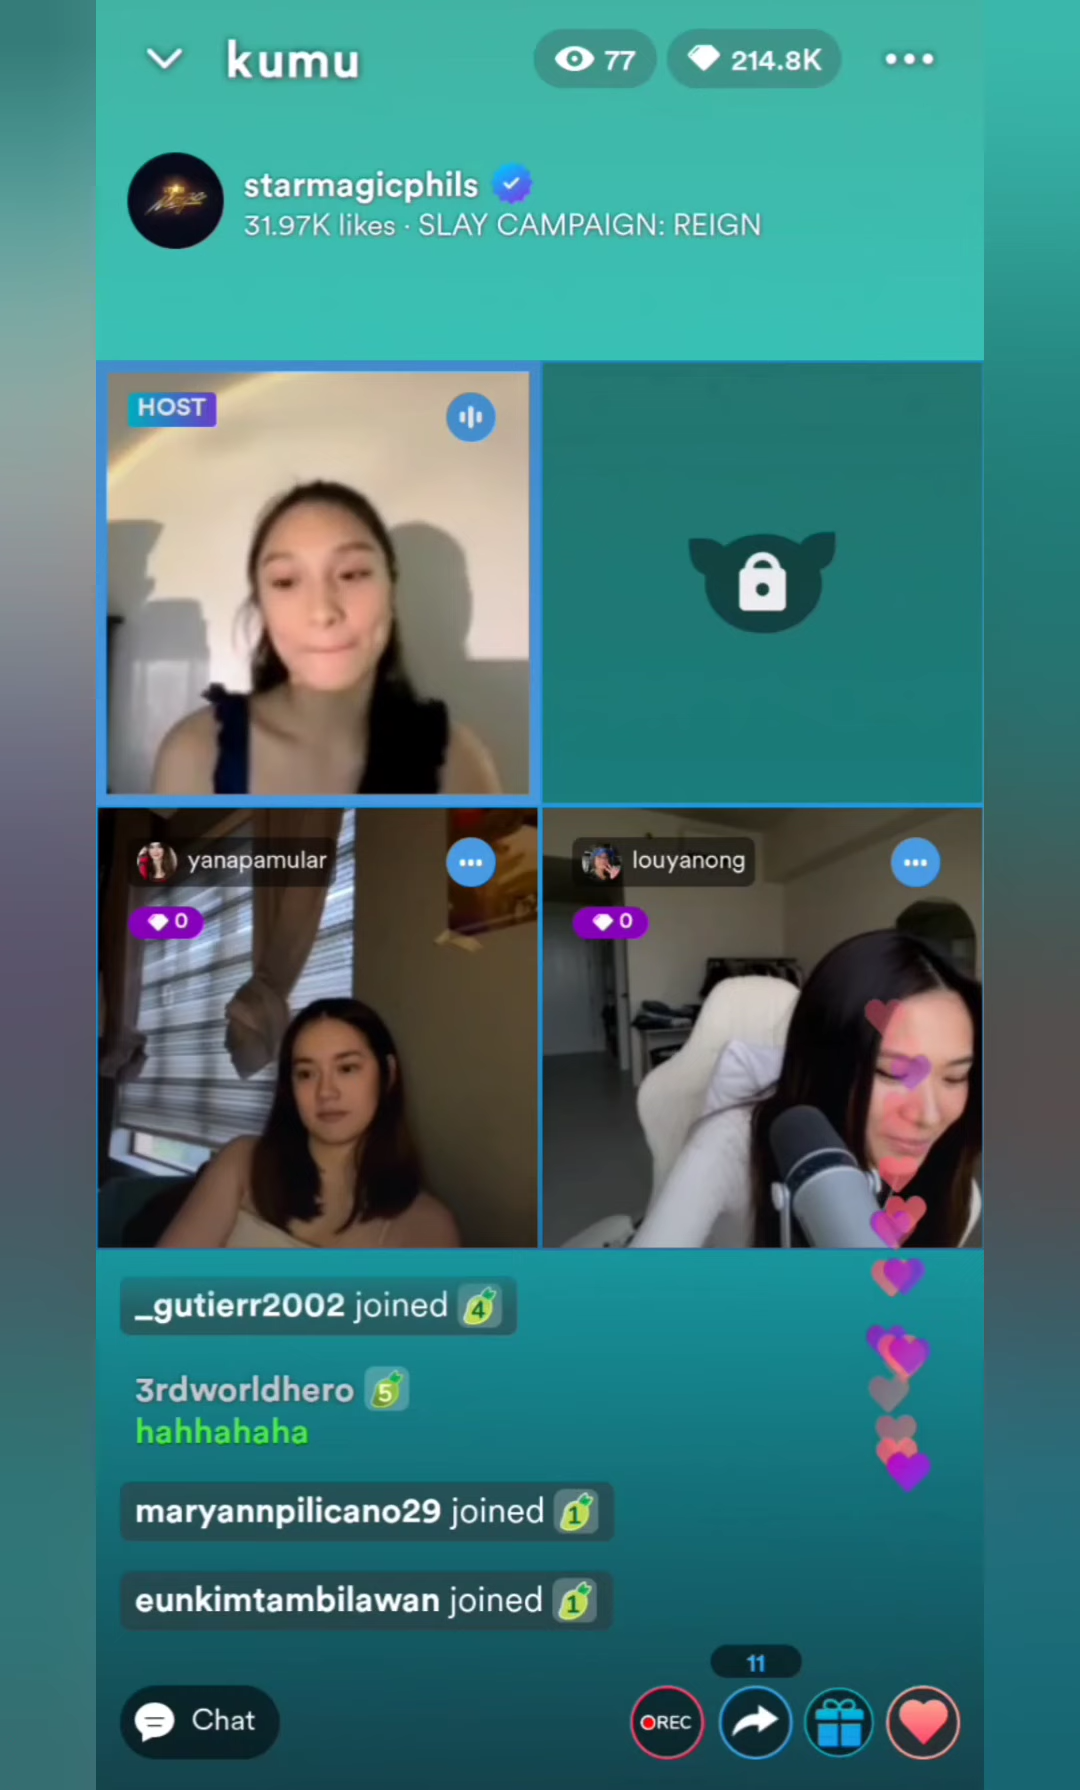 kumu
77
214.8K
starmagicphils
31.97K likes · SLAY CAMPAIGN: REIGN
HOST
yanapamular
0
louyanong
0
_gutierr2002 joined 4
3rdworldhero 5
hahhahaha
maryannpilicano29 joined 1
eunkimtambilawan joined 1
11
Chat
REC